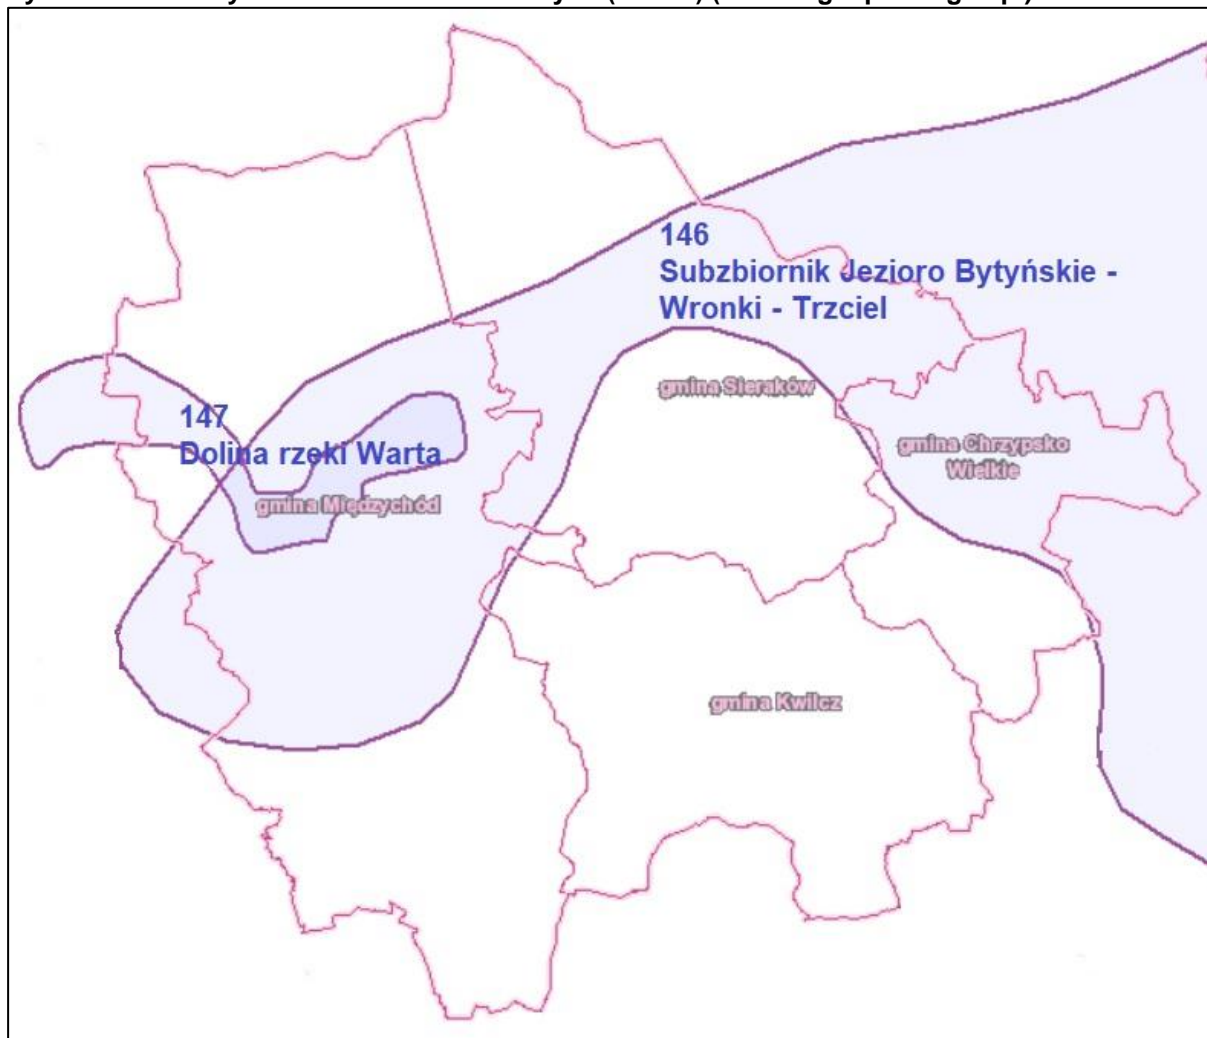 146
Subzbiornik Jezioro Bytyńskie -
Wronki - Trzciel
gmina Sieraków
147
Dolina rzeki Warta
gmina Chrzypsko
Wielkie
gmina Międzychód
gmina Kwilcz